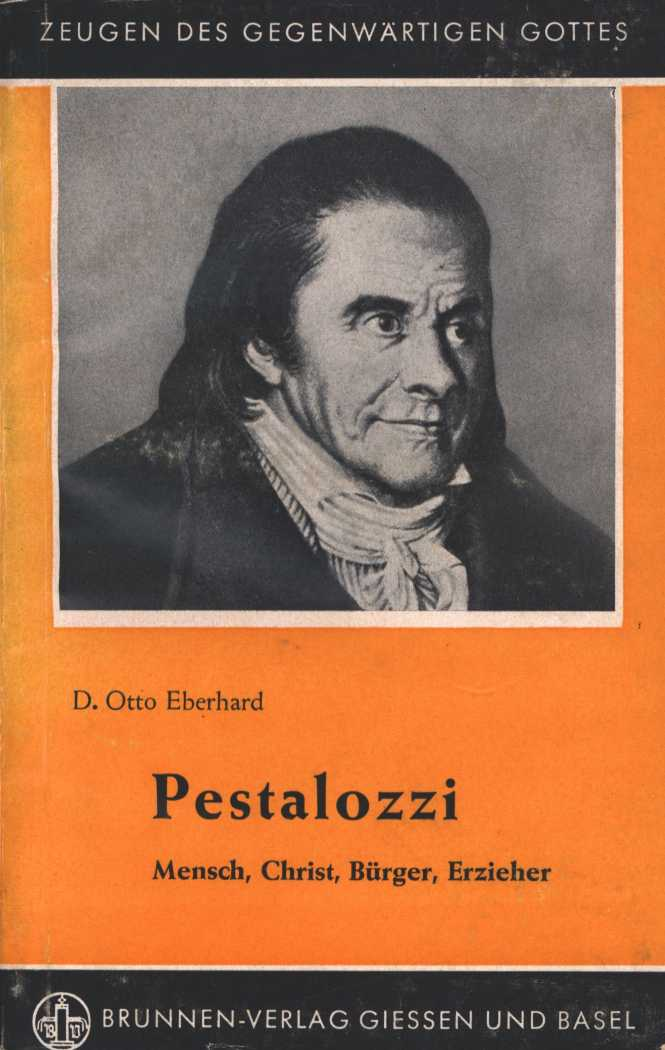 ZEUGEN DES GEGENWÄRTIGEN GOTTES
D. Otto Eberhard
Pestalozzi
Mensch, Christ, Bürger, Erzieher
BRUNNEN-VERLAG GIESSEN UND BASEL